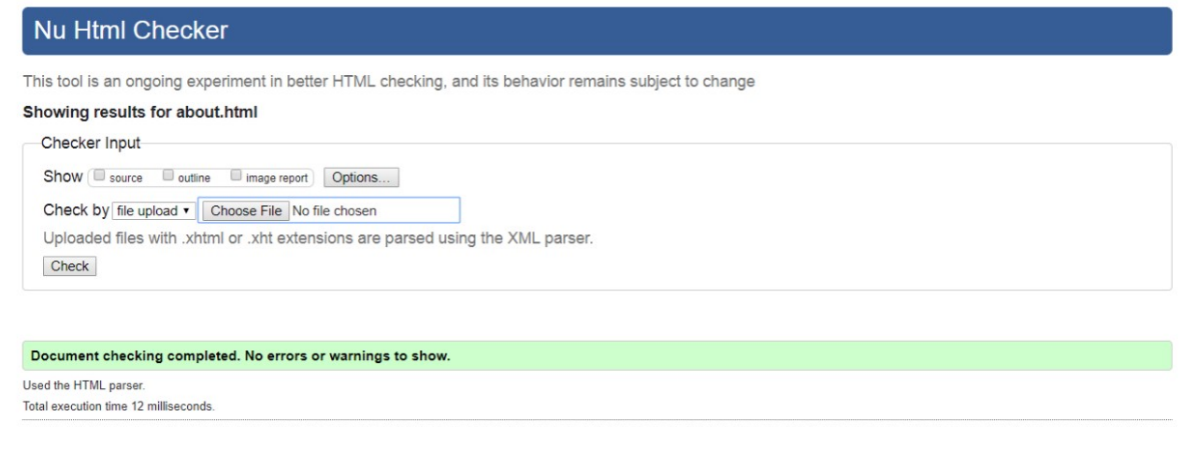 Nu Html Checker
This tool is an ongoing experiment in better HTML checking, and its behavior remains subject to change
Showing results for about.html
Checker Input
Show source outline image report Options...
Check by file upload Choose File No file chosen
Uploaded files with .xhtml or .xht extensions are parsed using the XML parser.
Check
Document checking completed. No errors or warnings to show.
Used the HTML parser.
Total execution time 12 milliseconds.